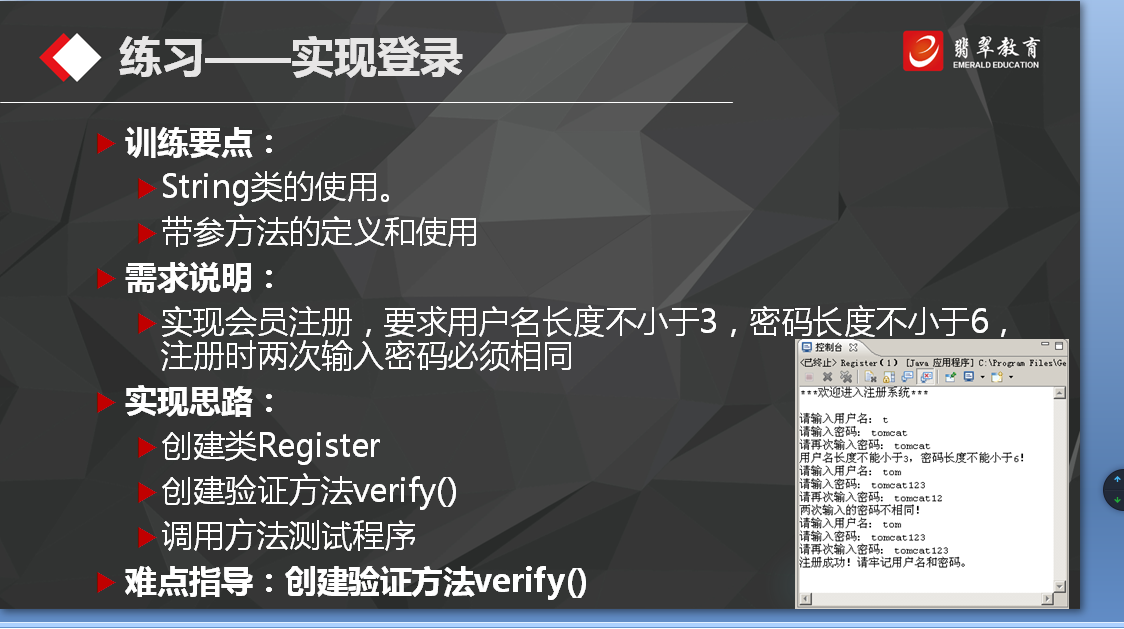 练习——实现登录
翡翠教育
EMERALD EDUCATION
训练要点：
String类的使用。
带参方法的定义和使用
需求说明：
实现会员注册，要求用户名长度不小于3，密码长度不小于6，
注册时两次输入密码必须相同
实现思路：
创建类Register
创建验证方法verify()
调用方法测试程序
难点指导：创建验证方法verify()
控制台
<已终止> Register (1) [Java 应用程序] C:\Program Files\Ge
***欢迎进入注册系统***
请输入用户名： t
请输入密码： tomcat
请再次输入密码： tomcat
用户名长度不能小于3，密码长度不能小于6!
请输入用户名： tom
请输入密码： tomcat123
请再次输入密码： tomcat12
两次输入的密码不相同!
请输入用户名： tom
请输入密码： tomcat123
请再次输入密码： tomcat123
注册成功! 请牢记用户名和密码。